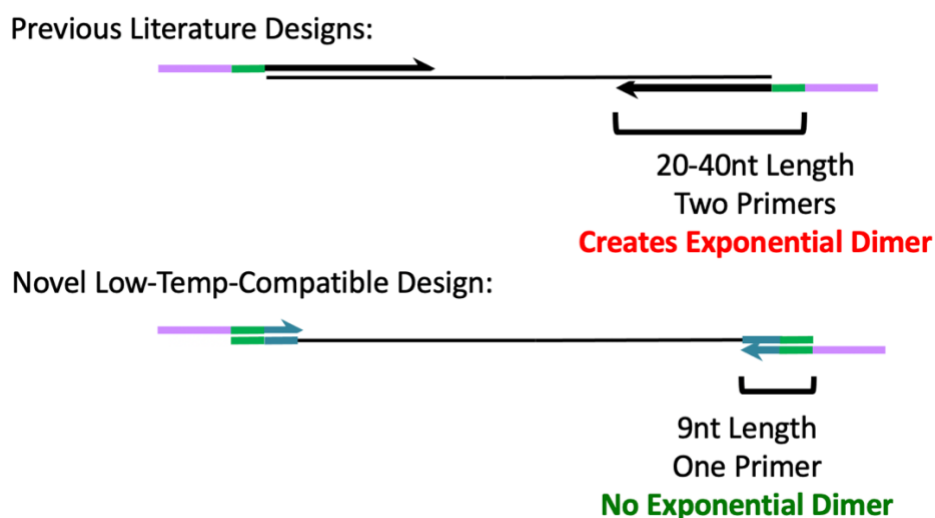 Previous Literature Designs:
20-40nt Length
Two Primers
Creates Exponential Dimer
Novel Low-Temp-Compatible Design:
9nt Length
One Primer
No Exponential Dimer